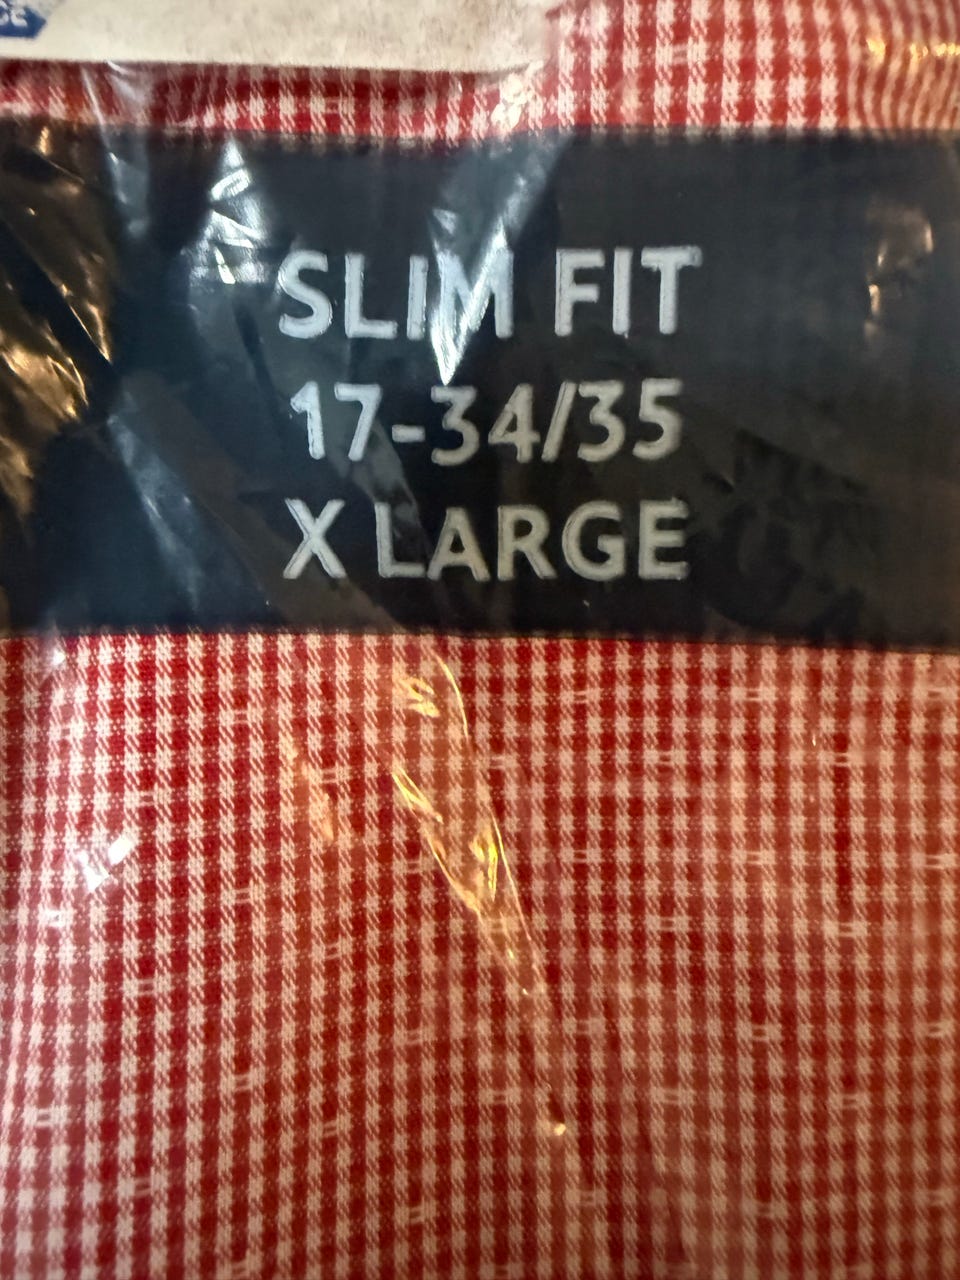 SLIM FIT
17-34/35
X LARGE